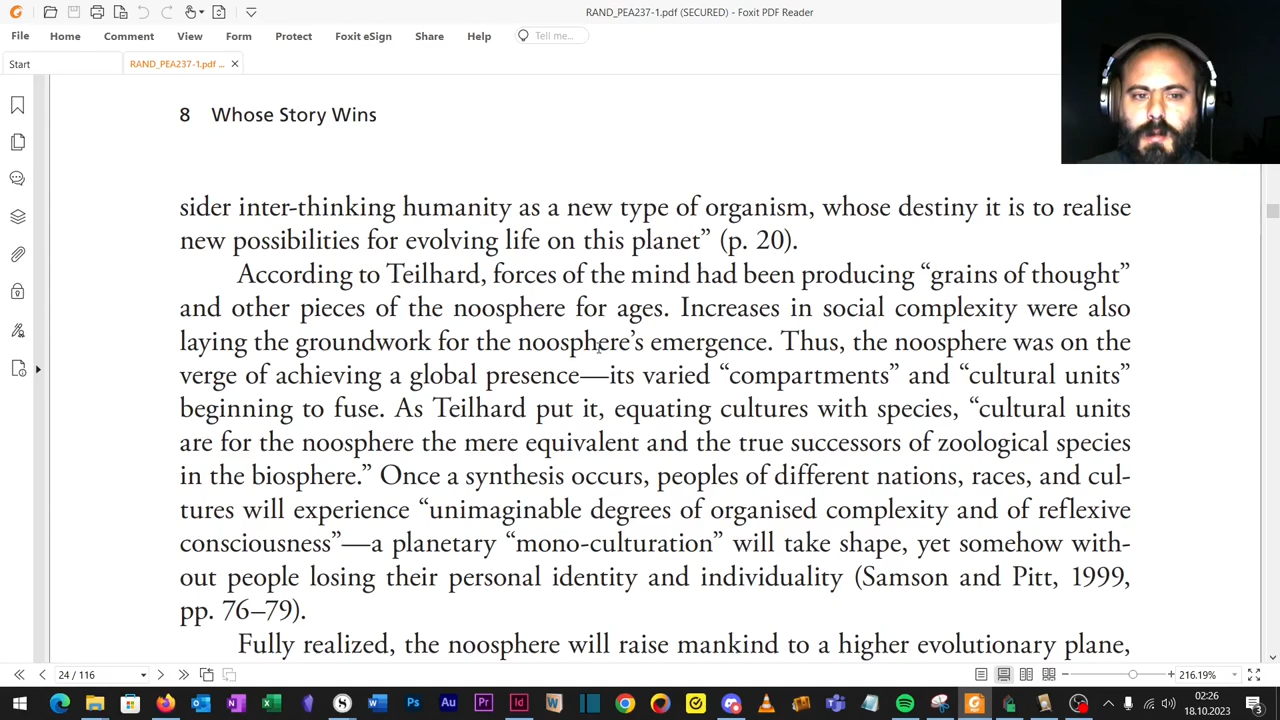 RAND_PEA237-1.pdf (SECURED) - Foxit PDF Reader
File Home Comment View Form Protect Foxit eSign Share Help Tell me...
Start RAND_PEA237-1.pdf ...
8 Whose Story Wins
sider inter-thinking humanity as a new type of organism, whose destiny it is to realise
new possibilities for evolving life on this planet” (p. 20).
According to Teilhard, forces of the mind had been producing “grains of thought”
and other pieces of the noosphere for ages. Increases in social complexity were also
laying the groundwork for the noosphere’s emergence. Thus, the noosphere was on the
verge of achieving a global presence—its varied “compartments” and “cultural units”
beginning to fuse. As Teilhard put it, equating cultures with species, “cultural units
are for the noosphere the mere equivalent and the true successors of zoological species
in the biosphere.” Once a synthesis occurs, peoples of different nations, races, and cul-
tures will experience “unimaginable degrees of organised complexity and of reflexive
consciousness”—a planetary “mono-culturation” will take shape, yet somehow with-
out people losing their personal identity and individuality (Samson and Pitt, 1999,
pp. 76–79).
Fully realized, the noosphere will raise mankind to a higher evolutionary plane,
24 / 116 216.19%
Ps Au Pr Id
02:26
18.10.2023